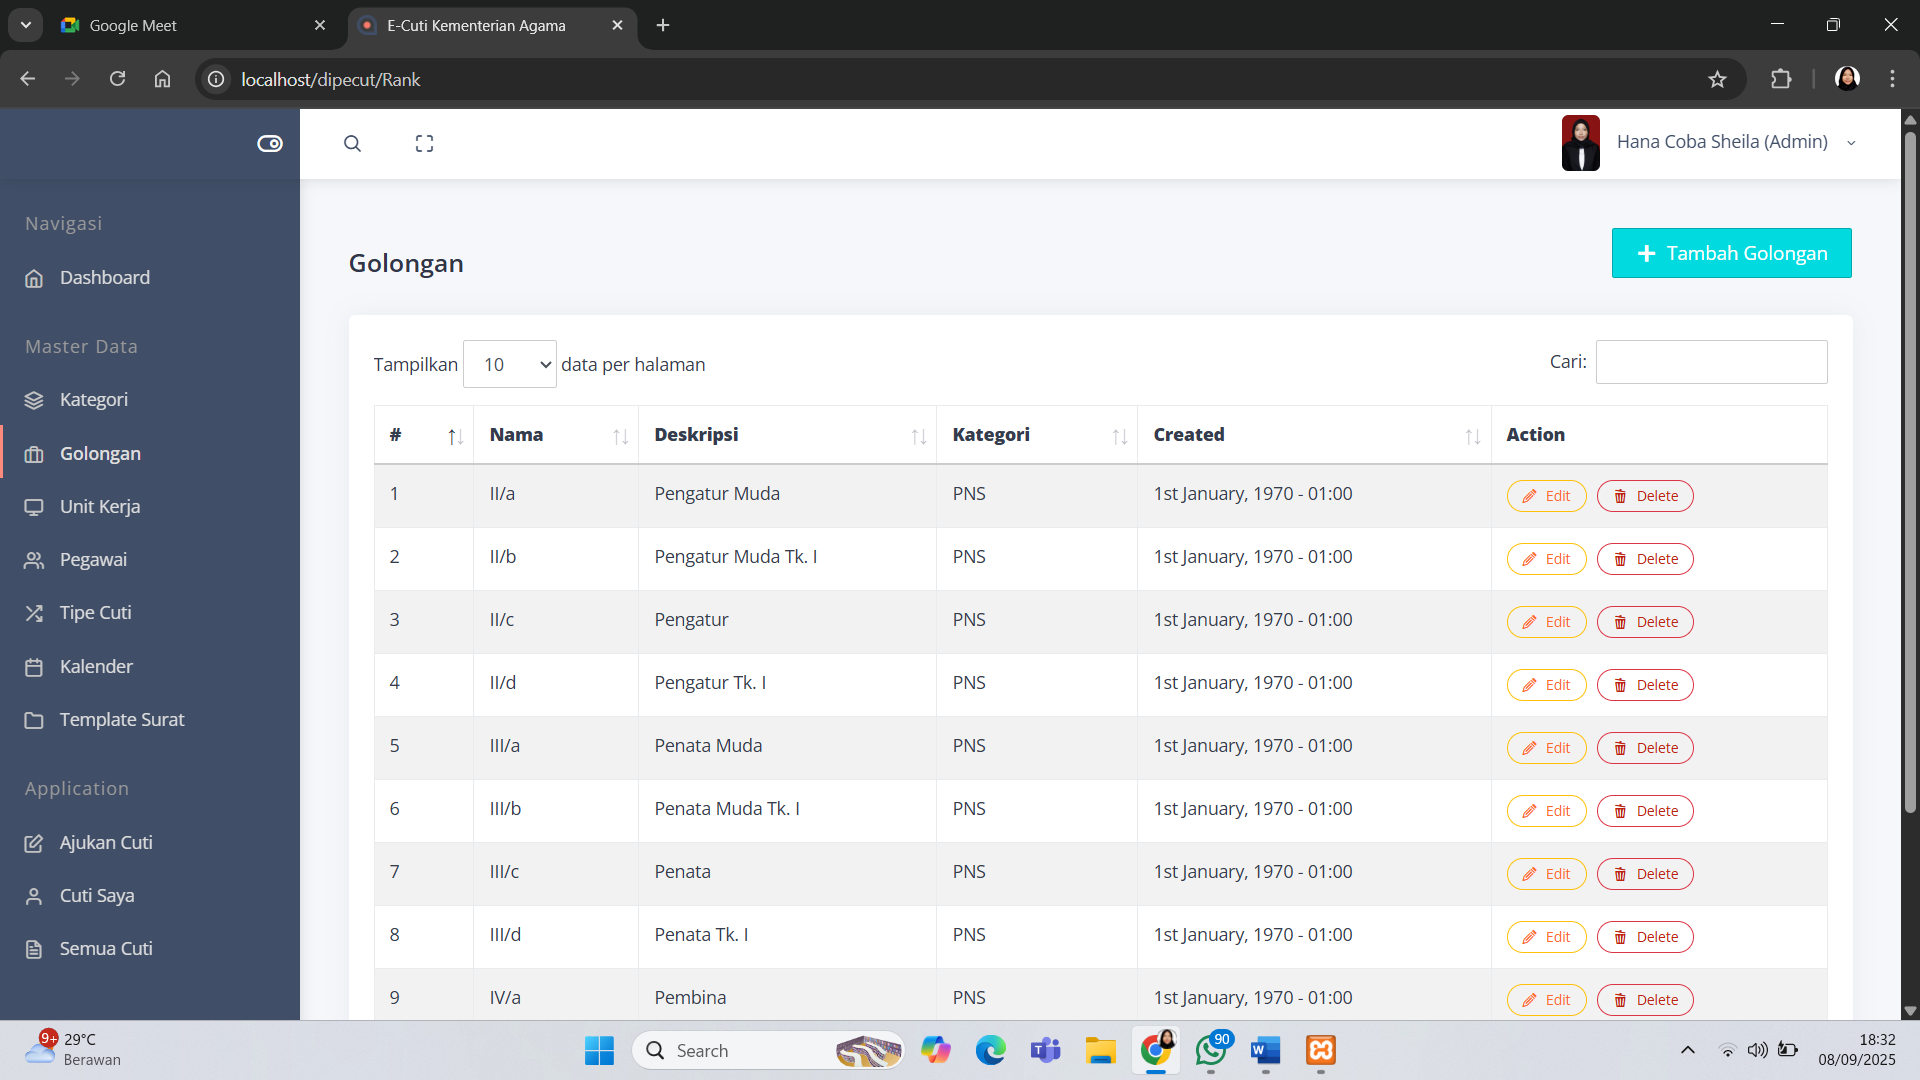 Google Meet
E-Cuti Kementerian Agama
localhost/dipecut/Rank
Hana Coba Sheila (Admin)
Navigasi
Dashboard
Master Data
Kategori
Golongan
Unit Kerja
Pegawai
Tipe Cuti
Kalender
Template Surat
Application
Ajukan Cuti
Cuti Saya
Semua Cuti
Golongan
Tambah Golongan
Tampilkan 10 data per halaman
Cari:
# Nama Deskripsi Kategori Created Action
1 II/a Pengatur Muda PNS 1st January, 1970 - 01:00 Edit Delete
2 II/b Pengatur Muda Tk. I PNS 1st January, 1970 - 01:00 Edit Delete
3 II/c Pengatur PNS 1st January, 1970 - 01:00 Edit Delete
4 II/d Pengatur Tk. I PNS 1st January, 1970 - 01:00 Edit Delete
5 III/a Penata Muda PNS 1st January, 1970 - 01:00 Edit Delete
6 III/b Penata Muda Tk. I PNS 1st January, 1970 - 01:00 Edit Delete
7 III/c Penata PNS 1st January, 1970 - 01:00 Edit Delete
8 III/d Penata Tk. I PNS 1st January, 1970 - 01:00 Edit Delete
9 IV/a Pembina PNS 1st January, 1970 - 01:00 Edit Delete
9+
29°C
Berawan
Search
90
W
18:32
08/09/2025